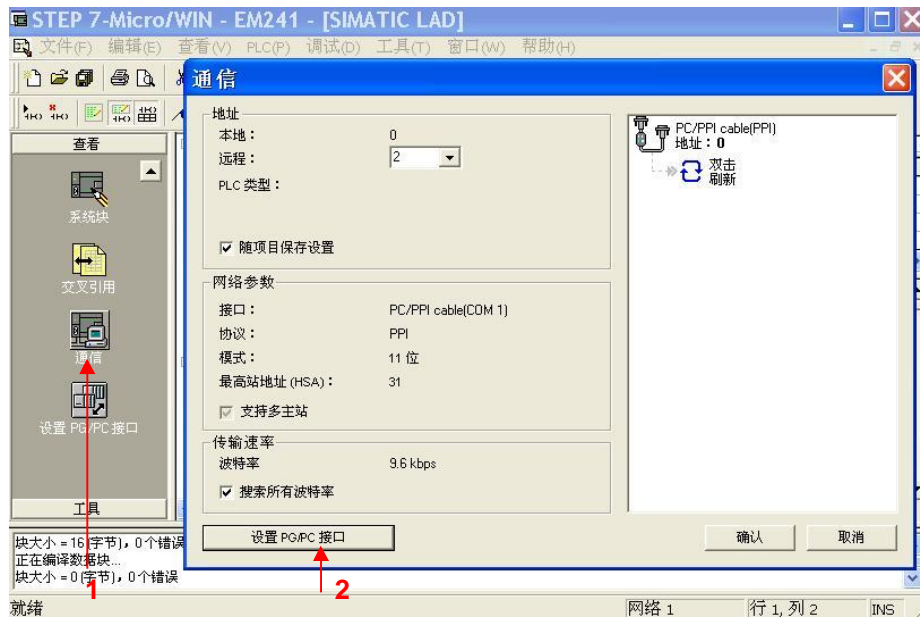 STEP 7-Micro/WIN - EM241 - [SIMATIC LAD]
文件(F) 编辑(E) 查看(V) PLC(P) 调试(D) 工具(T) 窗口(W) 帮助(H)
通信
查看
系统块
交叉引用
通信
设置 PG/PC 接口
工具
1
地址
本地： 0
远程： 2
PLC 类型：
随项目保存设置
网络参数
接口： PC/PPI cable(COM 1)
协议： PPI
模式： 11 位
最高站地址 (HSA)： 31
支持多主站
传输速率
波特率 9.6 kbps
搜索所有波特率
设置 PG/PC 接口
2
PC/PPI cable(PPI)
地址：0
双击
刷新
确认 取消
块大小 = 16 (字节)，0个错误
正在编译数据块...
块大小 = 0 (字节)，0个错误
就绪 网络 1 行 1, 列 2 INS